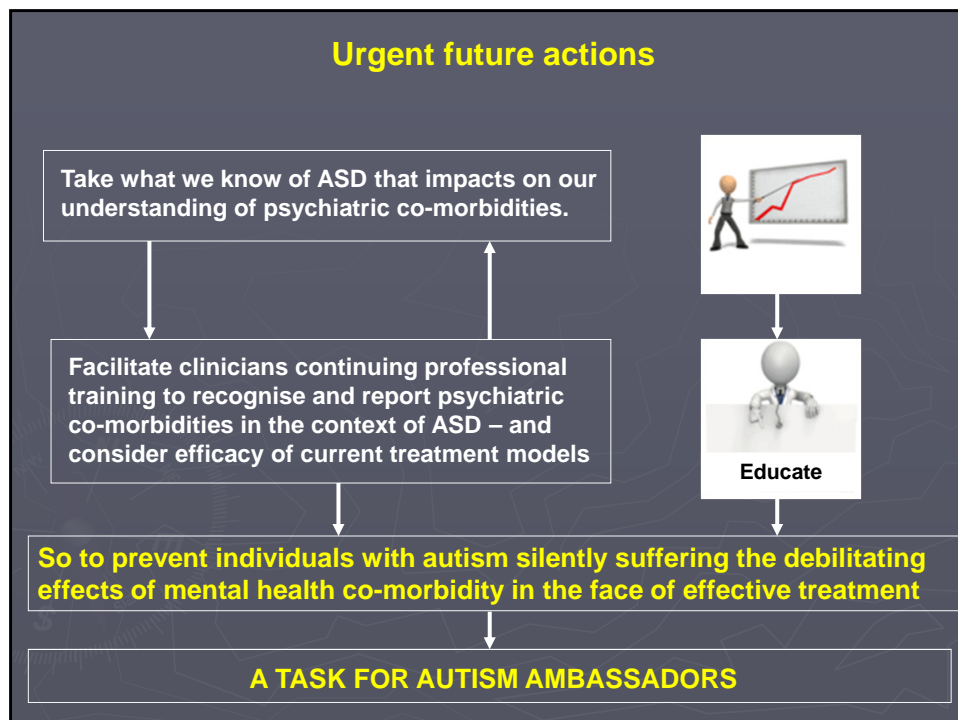 Urgent future actions
Take what we know of ASD that impacts on our
understanding of psychiatric co-morbidities.
Facilitate clinicians continuing professional
training to recognise and report psychiatric
co-morbidities in the context of ASD – and
consider efficacy of current treatment models
Educate
So to prevent individuals with autism silently suffering the debilitating
effects of mental health co-morbidity in the face of effective treatment
A TASK FOR AUTISM AMBASSADORS